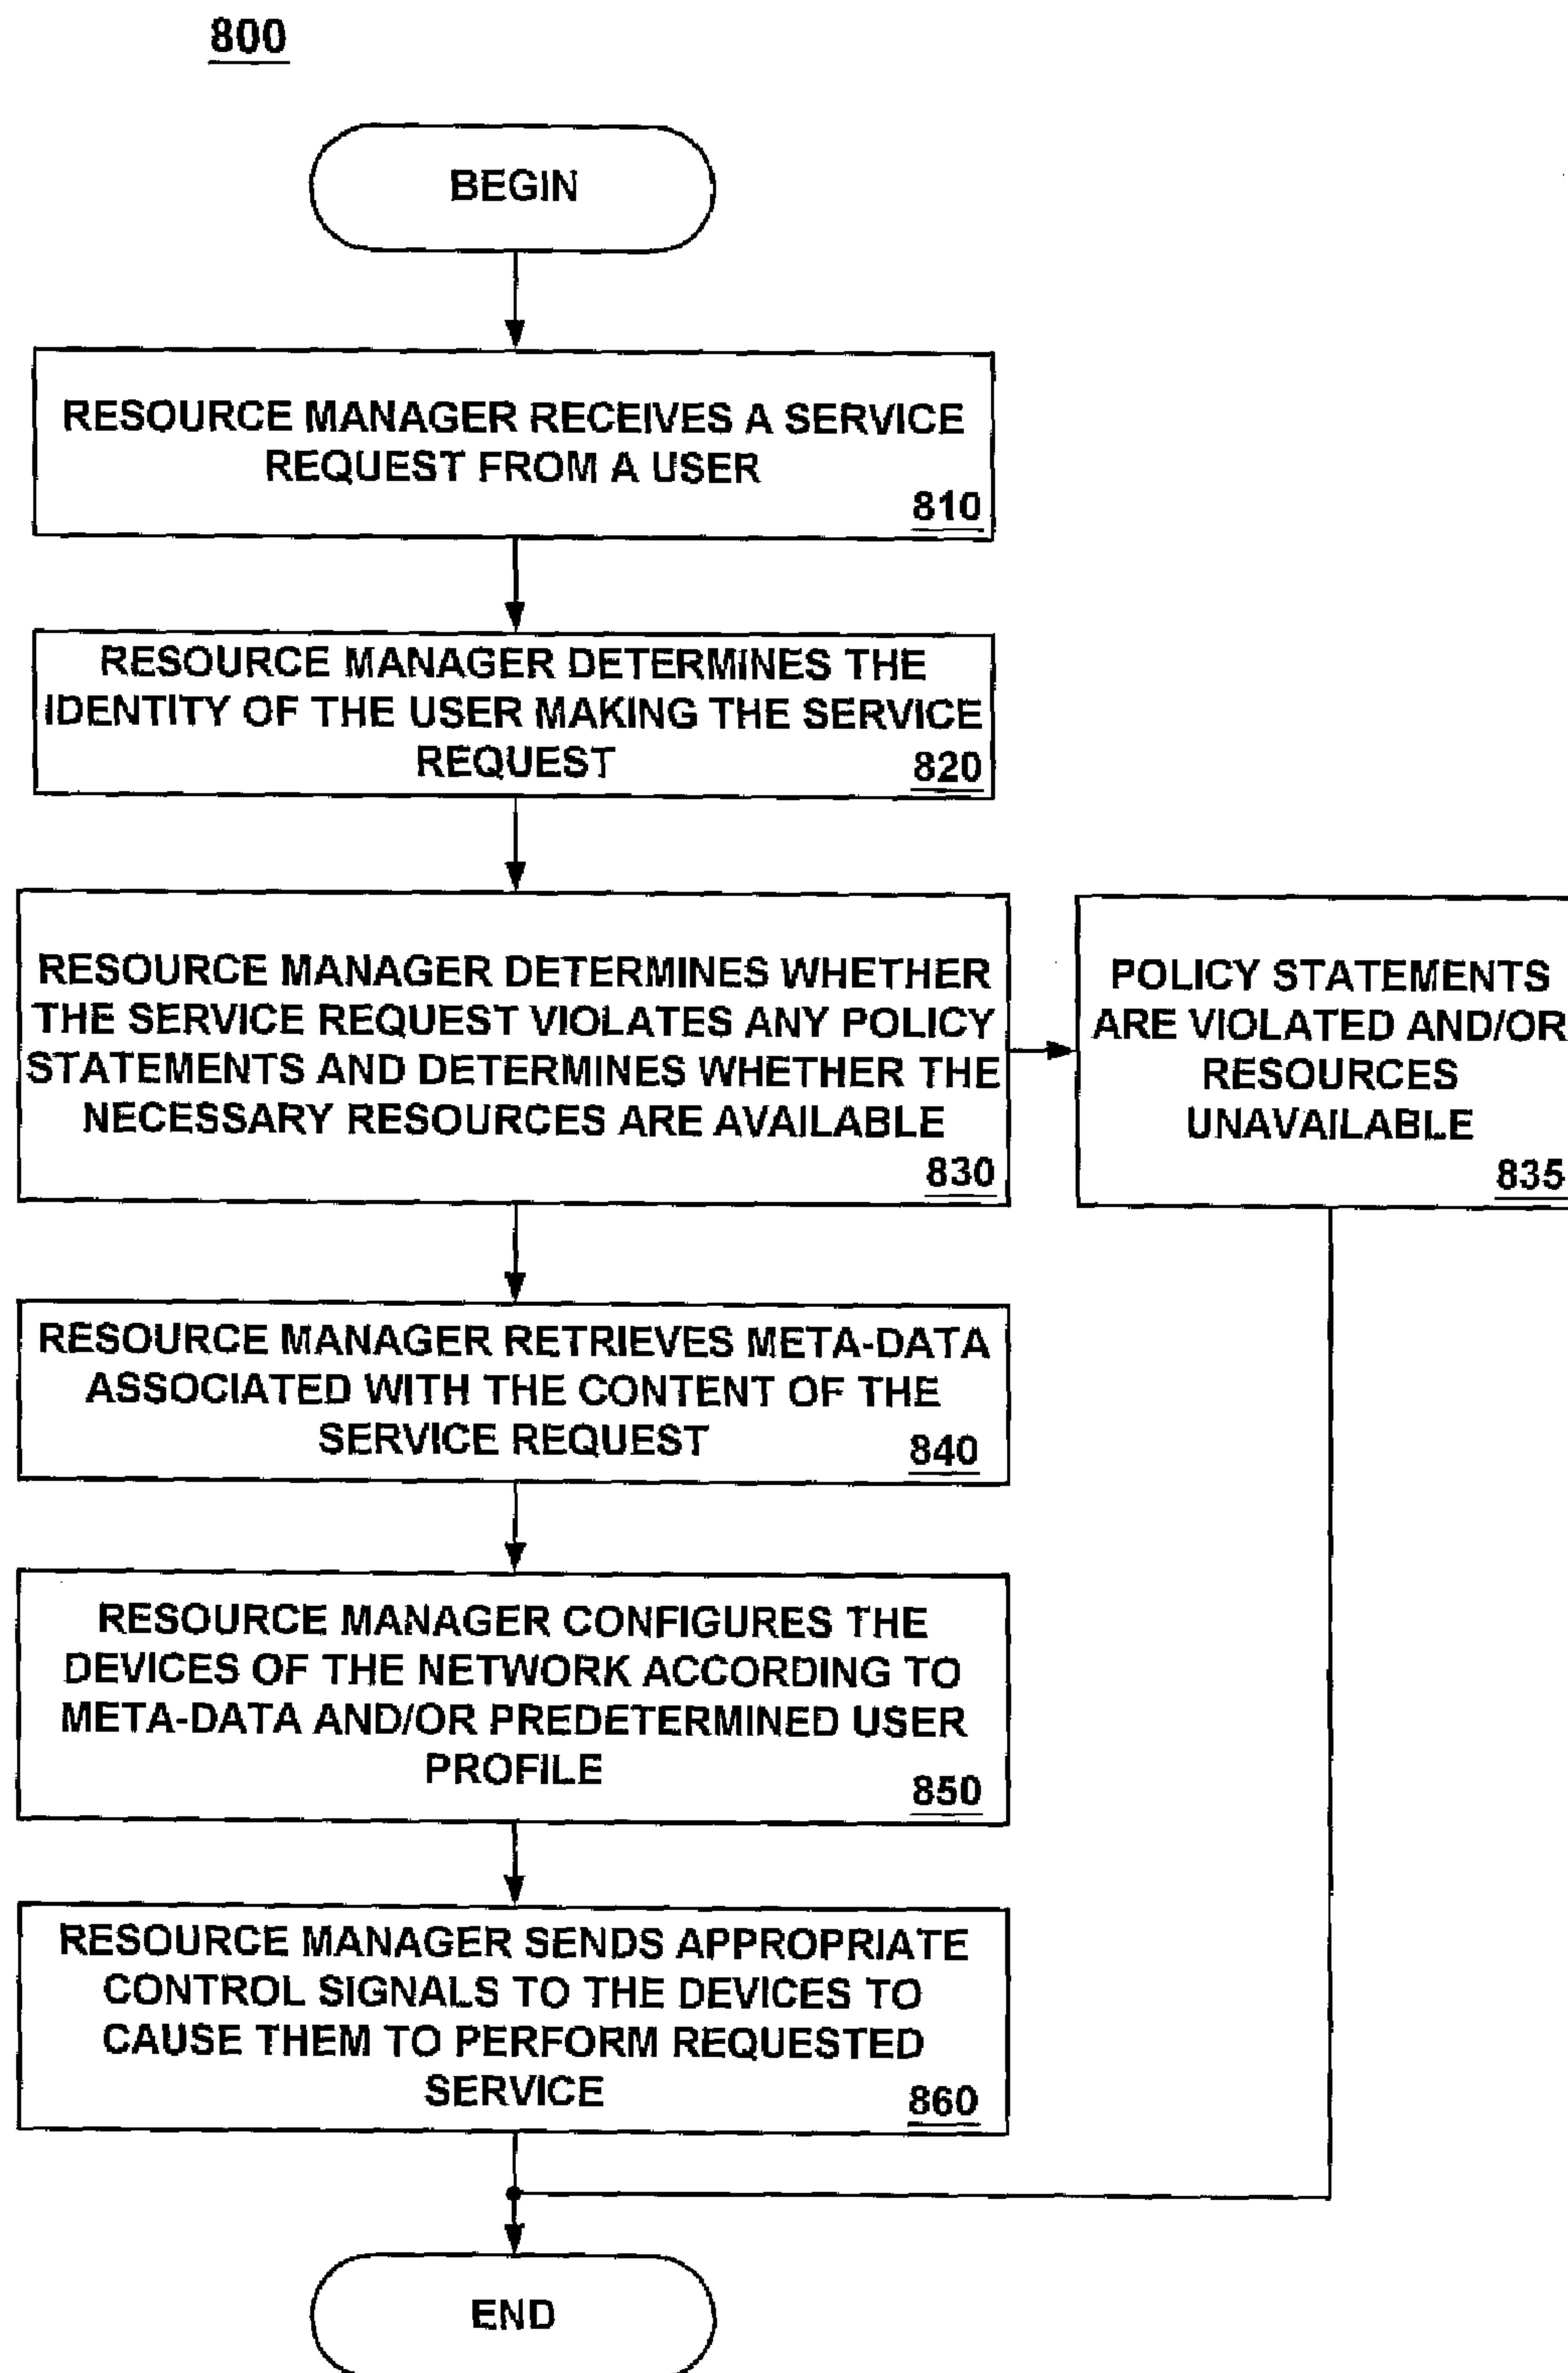 800
BEGIN
RESOURCE MANAGER RECEIVES A SERVICE
REQUEST FROM A USER
810
RESOURCE MANAGER DETERMINES THE
IDENTITY OF THE USER MAKING THE SERVICE
REQUEST
820
RESOURCE MANAGER DETERMINES WHETHER
THE SERVICE REQUEST VIOLATES ANY POLICY
STATEMENTS AND DETERMINES WHETHER THE
NECESSARY RESOURCES ARE AVAILABLE
830
POLICY STATEMENTS
ARE VIOLATED AND/OR
RESOURCES
UNAVAILABLE
835
RESOURCE MANAGER RETRIEVES META-DATA
ASSOCIATED WITH THE CONTENT OF THE
SERVICE REQUEST
840
RESOURCE MANAGER CONFIGURES THE
DEVICES OF THE NETWORK ACCORDING TO
META-DATA AND/OR PREDETERMINED USER
PROFILE
850
RESOURCE MANAGER SENDS APPROPRIATE
CONTROL SIGNALS TO THE DEVICES TO
CAUSE THEM TO PERFORM REQUESTED
SERVICE
860
END